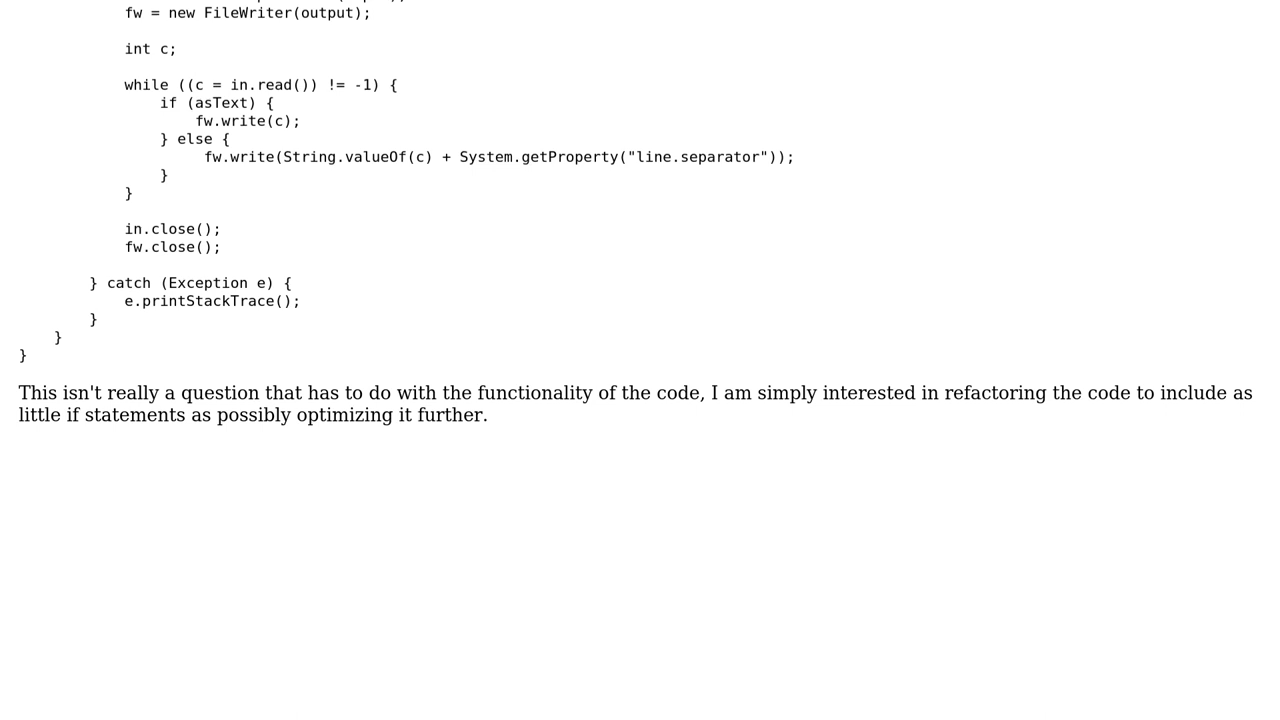 fw = new FileWriter(output);
int c;
while ((c = in.read()) != -1) {
if (asText) {
fw.write(c);
} else {
fw.write(String.valueOf(c) + System.getProperty("line.separator"));
}
}
in.close();
fw.close();
} catch (Exception e) {
e.printStackTrace();
}
}
}
This isn't really a question that has to do with the functionality of the code, I am simply interested in refactoring the code to include as
little if statements as possibly optimizing it further.